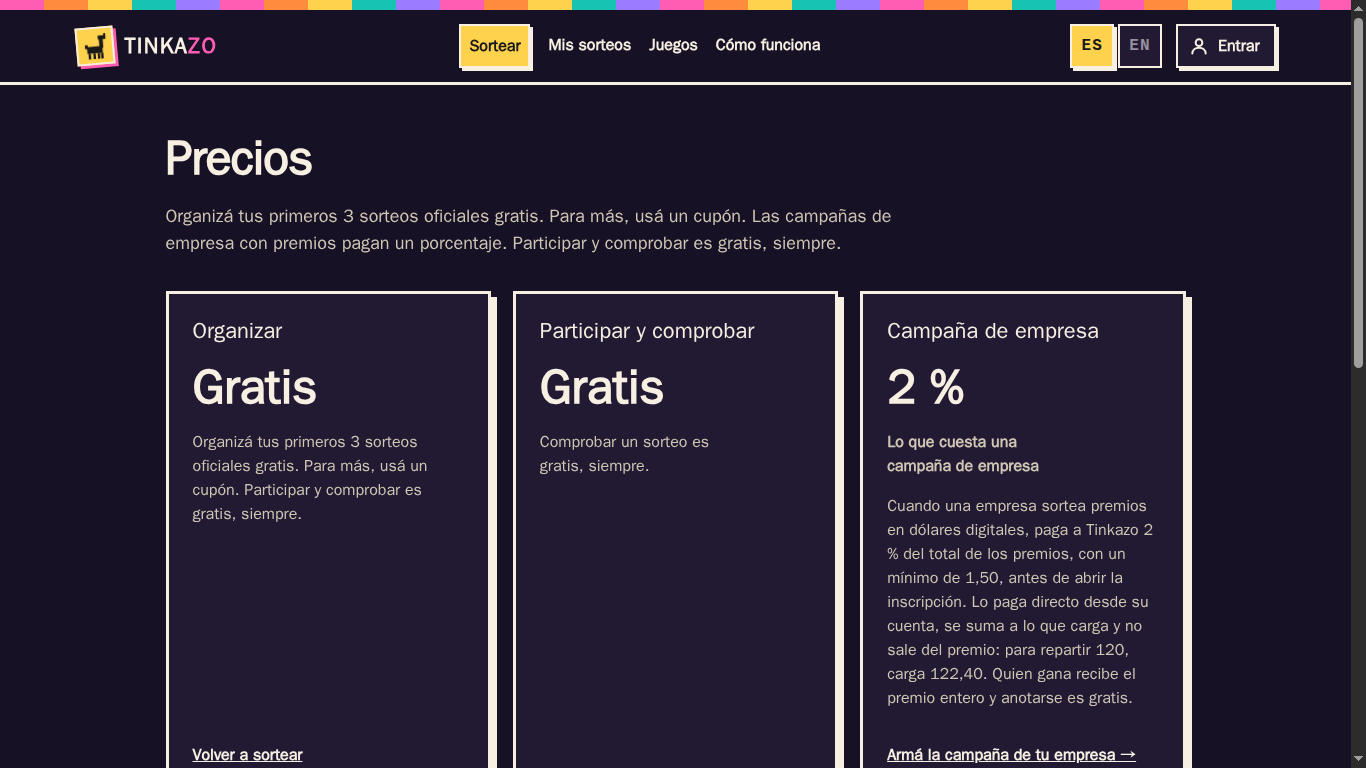 TINKAZO
Sortear
Mis sorteos
Juegos
Cómo funciona
ES
EN
Entrar
Precios
Organizá tus primeros 3 sorteos oficiales gratis. Para más, usá un cupón. Las campañas de
empresa con premios pagan un porcentaje. Participar y comprobar es gratis, siempre.
Organizar
Gratis
Organizá tus primeros 3 sorteos
oficiales gratis. Para más, usá un
cupón. Participar y comprobar es
gratis, siempre.
Volver a sortear
Participar y comprobar
Gratis
Comprobar un sorteo es
gratis, siempre.
Campaña de empresa
2 %
Lo que cuesta una
campaña de empresa
Cuando una empresa sortea premios
en dólares digitales, paga a Tinkazo 2
% del total de los premios, con un
mínimo de 1,50, antes de abrir la
inscripción. Lo paga directo desde su
cuenta, se suma a lo que carga y no
sale del premio: para repartir 120,
carga 122,40. Quien gana recibe el
premio entero y anotarse es gratis.
Armá la campaña de tu empresa →